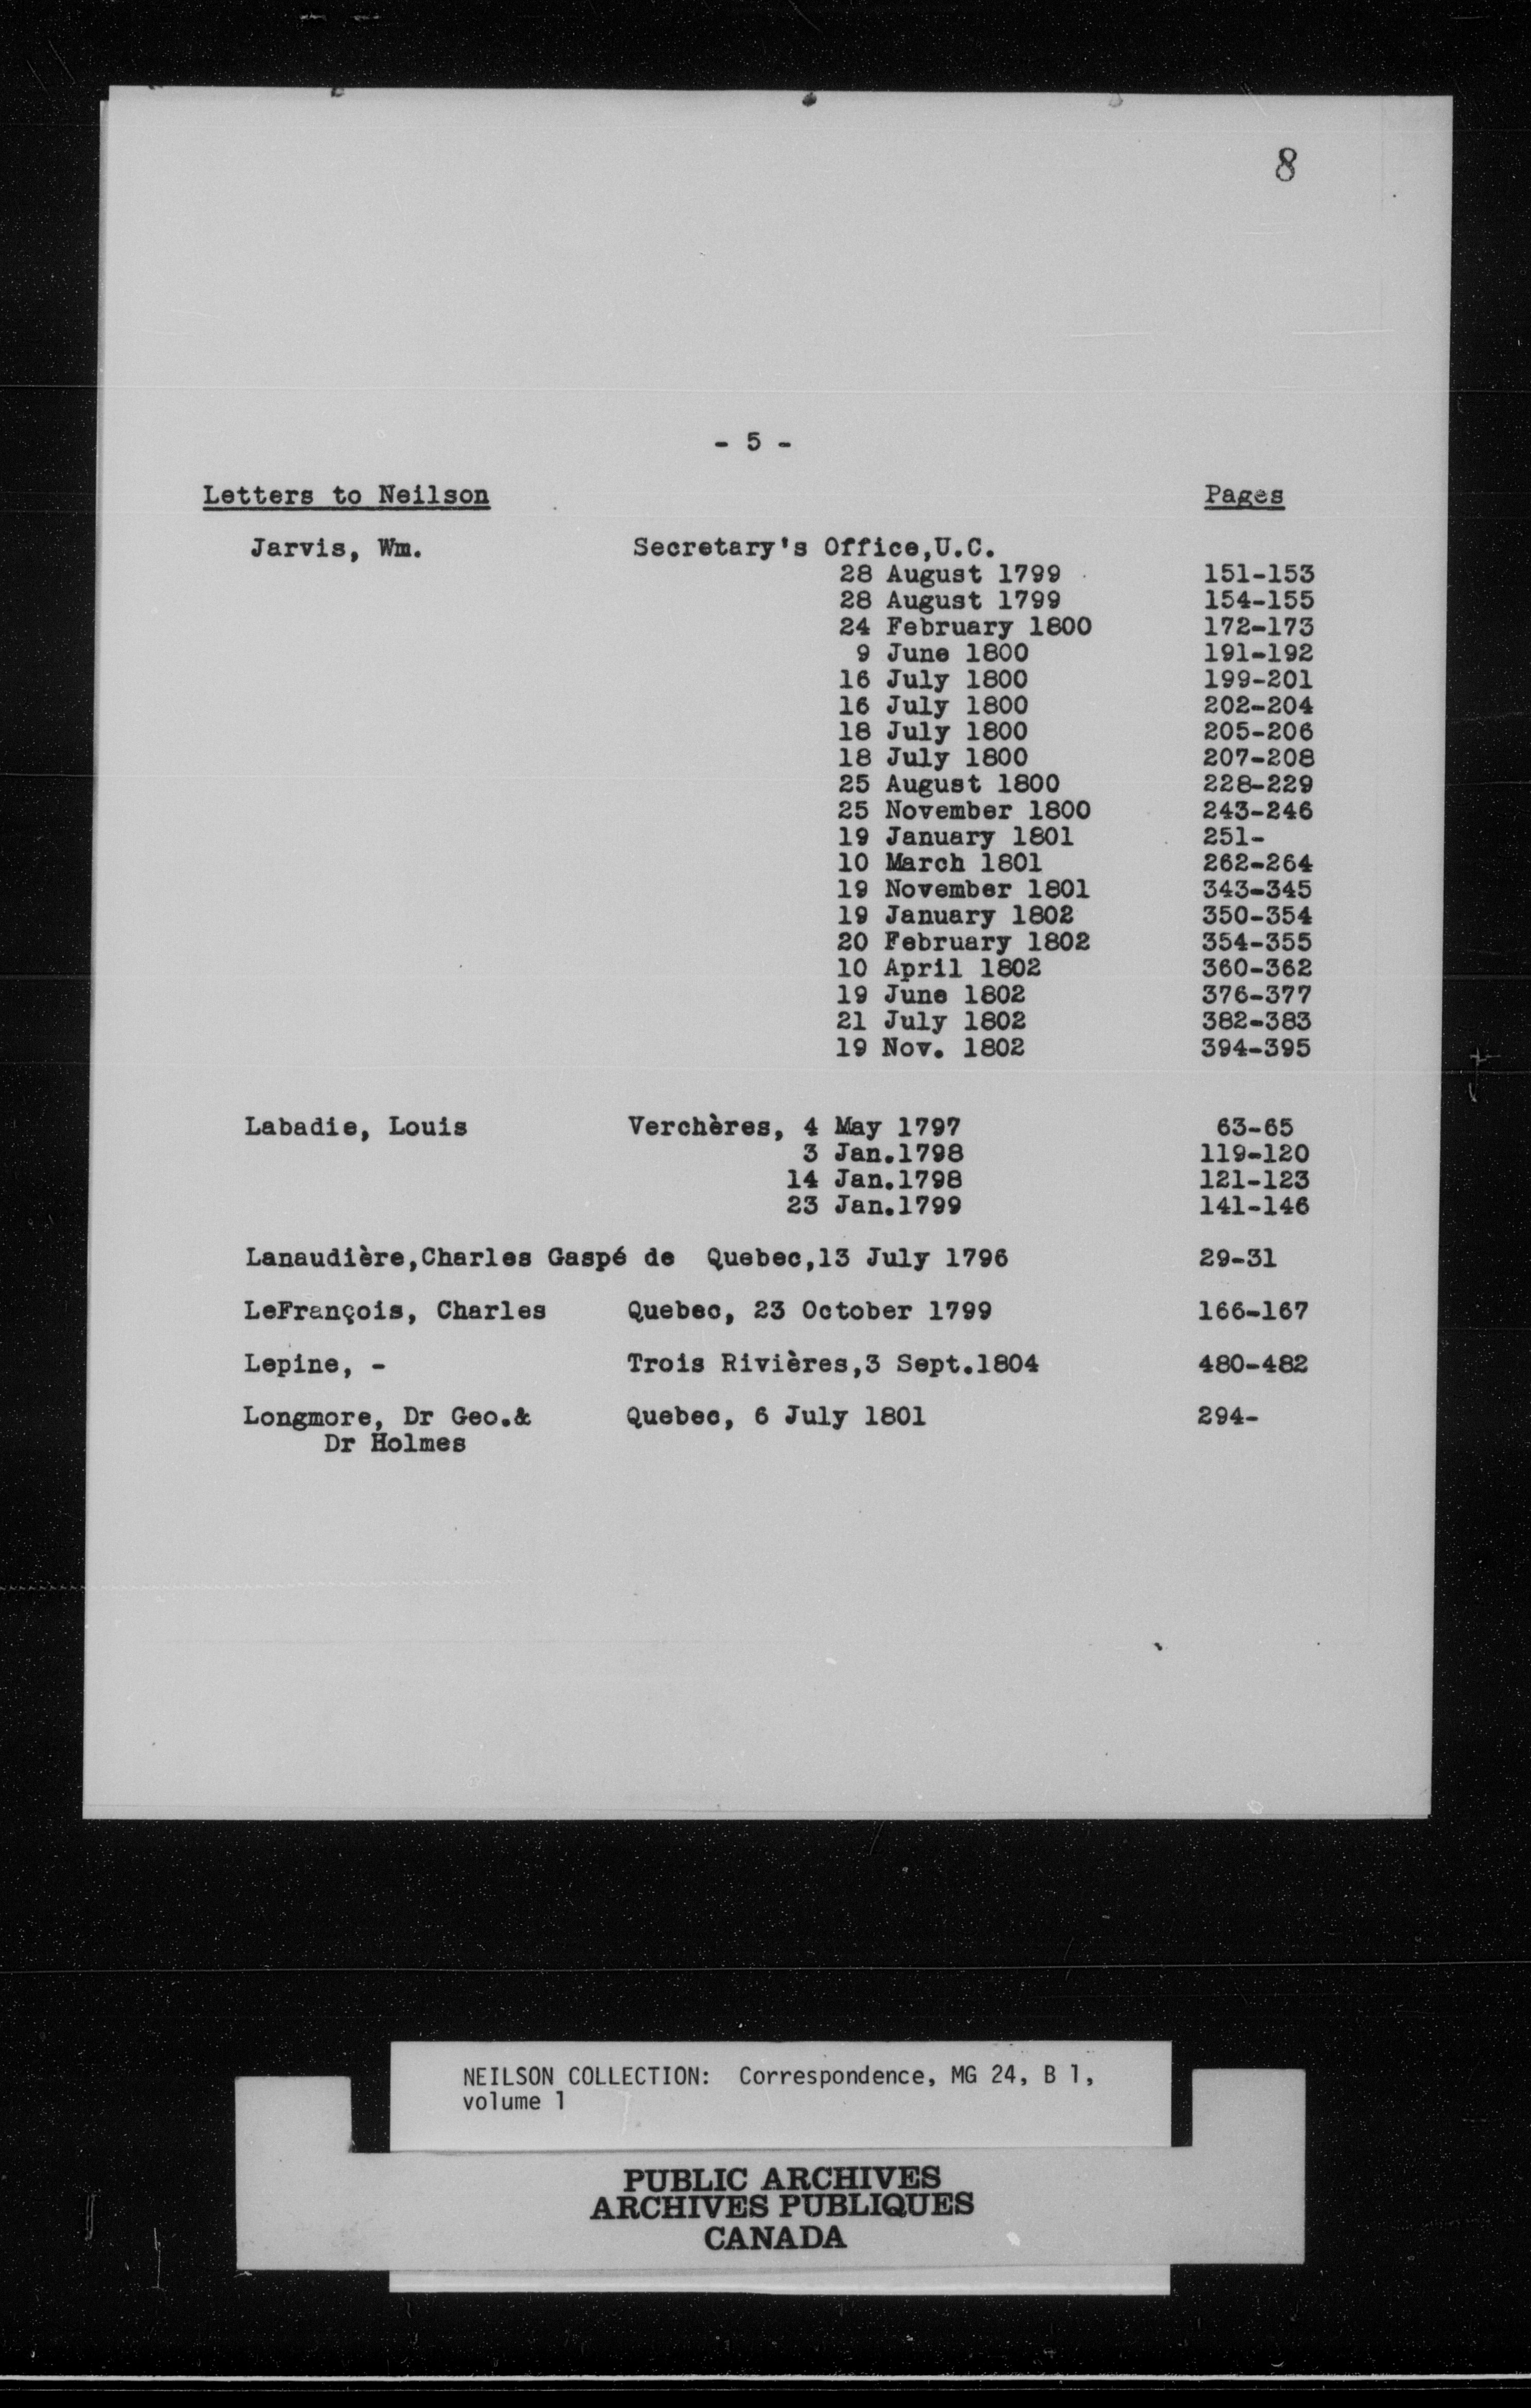 8
- 5 -
Letters to Neilson Pages
Jarvis, Wm. Secretary's Office,U.C.
28 August 1799 151-153
28 August 1799 154-155
24 February 1800 172-173
9 June 1800 191-192
16 July 1800 199-201
16 July 1800 202-204
18 July 1800 205-206
18 July 1800 207-208
25 August 1800 228-229
25 November 1800 243-246
19 January 1801 251-
10 March 1801 262-264
19 November 1801 343-345
19 January 1802 350-354
20 February 1802 354-355
10 April 1802 360-362
19 June 1802 376-377
21 July 1802 382-383
19 Nov. 1802 394-395
Labadie, Louis Verchères, 4 May 1797 63-65
3 Jan.1798 119-120
14 Jan.1798 121-123
23 Jan.1799 141-146
Lanaudière,Charles Gaspé de Quebec,13 July 1796 29-31
LeFrançois, Charles Quebec, 23 October 1799 166-167
Lepine, - Trois Rivières,3 Sept.1804 480-482
Longmore, Dr Geo.& Quebec, 6 July 1801 294-
Dr Holmes
NEILSON COLLECTION: Correspondence, MG 24, B 1,
volume 1
PUBLIC ARCHIVES
ARCHIVES PUBLIQUES
CANADA